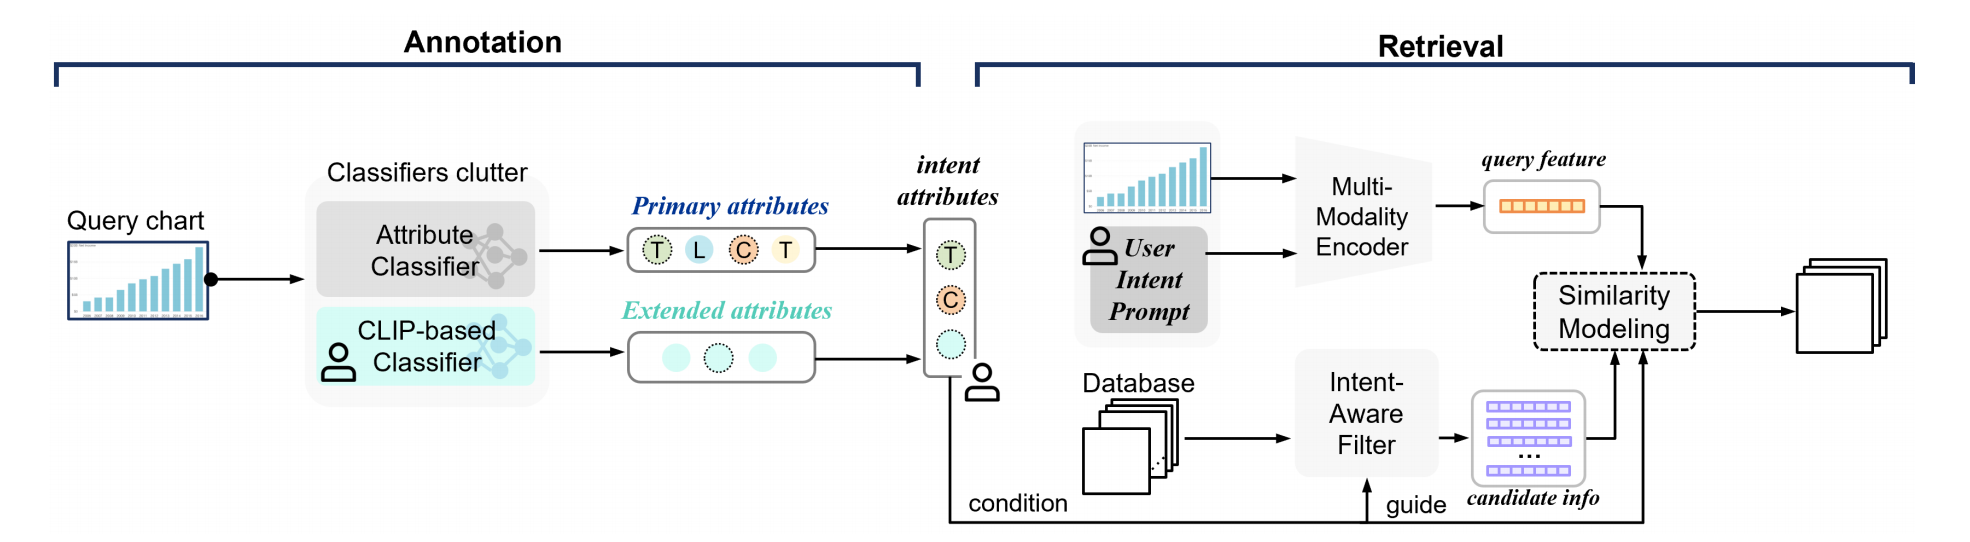 Annotation
Retrieval
Query chart
Classifiers clutter
Attribute
Classifier
CLIP-based
Classifier
Primary attributes
T L C T
Extended attributes
intent
attributes
T
C
User
Intent
Prompt
Multi-
Modality
Encoder
query feature
Similarity
Modeling
Database
Intent-
Aware
Filter
...
candidate info
condition
guide